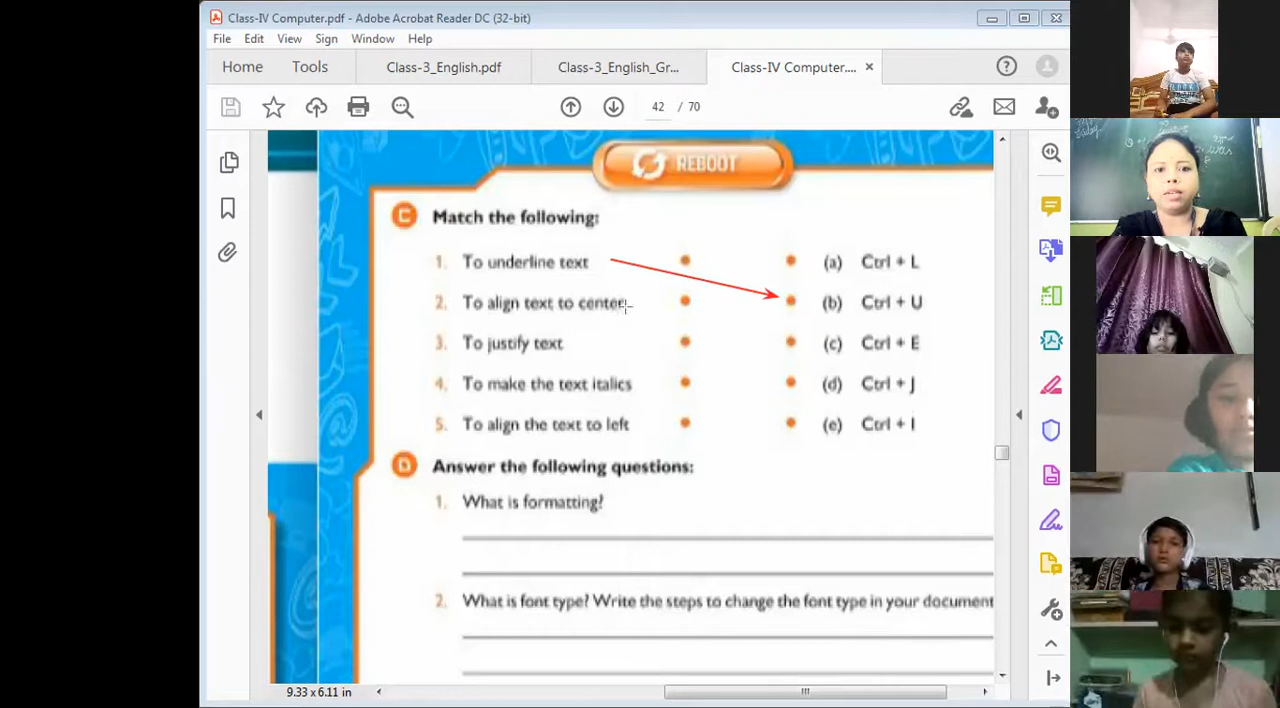 Class-IV Computer.pdf - Adobe Acrobat Reader DC (32-bit)
File Edit View Sign Window Help
Home Tools Class-3_English.pdf Class-3_English_Gr... Class-IV Computer....
42 / 70
REBOOT
C Match the following:
1. To underline text (a) Ctrl + L
2. To align text to center (b) Ctrl + U
3. To justify text (c) Ctrl + E
4. To make the text italics (d) Ctrl + J
5. To align the text to left (e) Ctrl + I
D Answer the following questions:
1. What is formatting?
2. What is font type? Write the steps to change the font type in your document
9.33 x 6.11 in